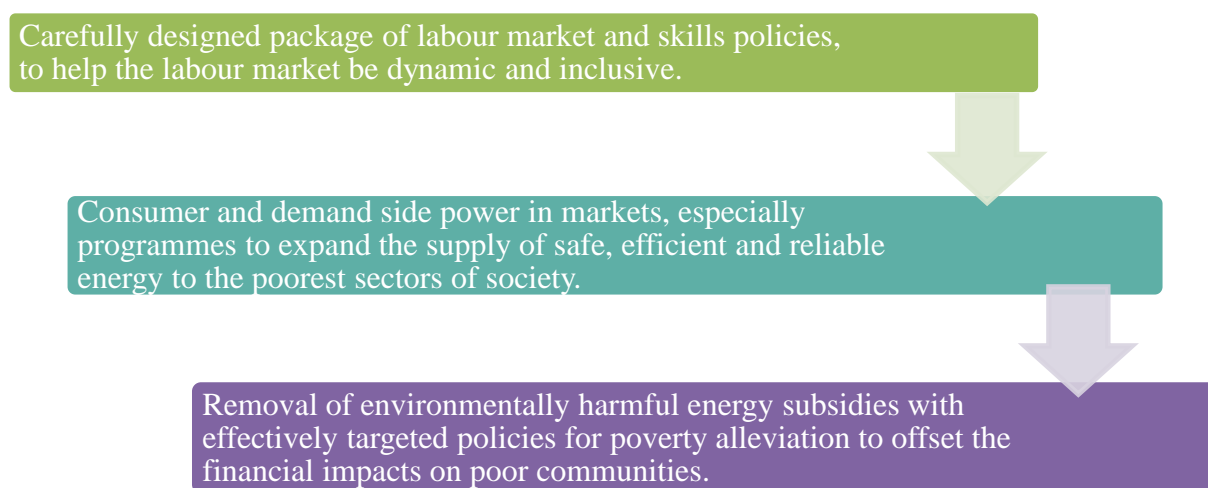 Carefully designed package of labour market and skills policies,
to help the labour market be dynamic and inclusive.
Consumer and demand side power in markets, especially
programmes to expand the supply of safe, efficient and reliable
energy to the poorest sectors of society.
Removal of environmentally harmful energy subsidies with
effectively targeted policies for poverty alleviation to offset the
financial impacts on poor communities.